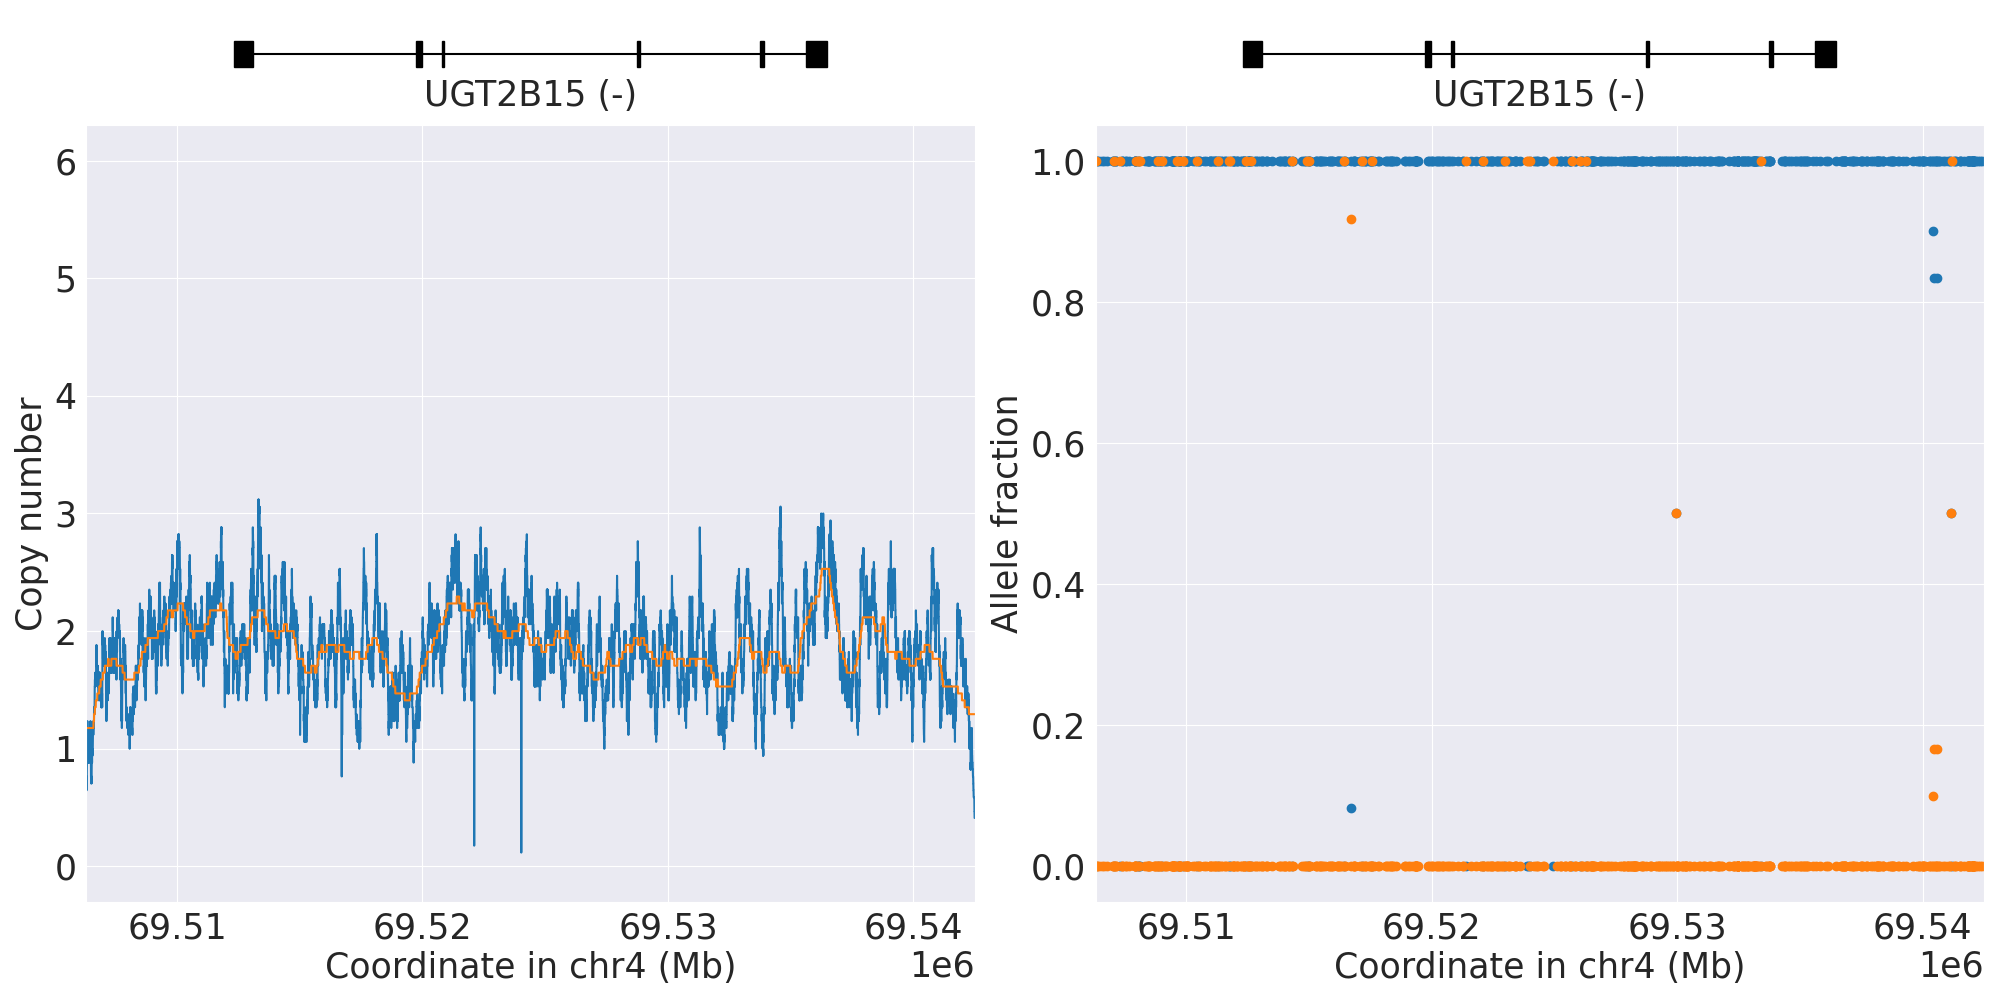 UGT2B15 (-)
6
5
4
3
2
1
0
Copy number
69.51 69.52 69.53 69.54
Coordinate in chr4 (Mb) 1e6
UGT2B15 (-)
1.0
0.8
0.6
0.4
0.2
0.0
Allele fraction
69.51 69.52 69.53 69.54
Coordinate in chr4 (Mb) 1e6